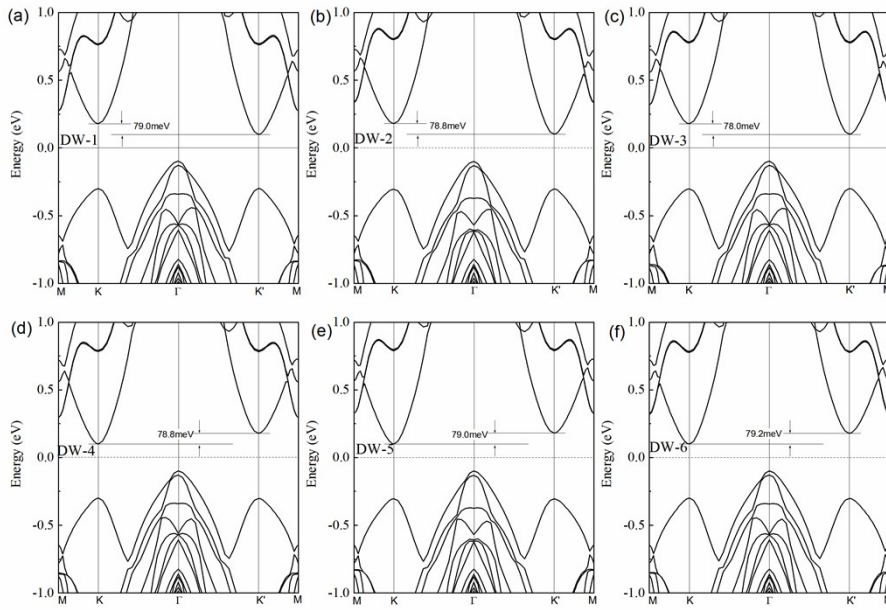 (a)
1.0
0.5
0.0
-0.5
-1.0
Energy (eV)
79.0meV
DW-1
M K Γ K' M
(b)
1.0
0.5
0.0
-0.5
-1.0
Energy (eV)
78.8meV
DW-2
M K Γ K' M
(c)
1.0
0.5
0.0
-0.5
-1.0
Energy (eV)
78.0meV
DW-3
M K Γ K' M
(d)
1.0
0.5
0.0
-0.5
-1.0
Energy (eV)
78.8meV
DW-4
M K Γ K' M
(e)
1.0
0.5
0.0
-0.5
-1.0
Energy (eV)
79.0meV
DW-5
M K Γ K' M
(f)
1.0
0.5
0.0
-0.5
-1.0
Energy (eV)
79.2meV
DW-6
M K Γ K' M